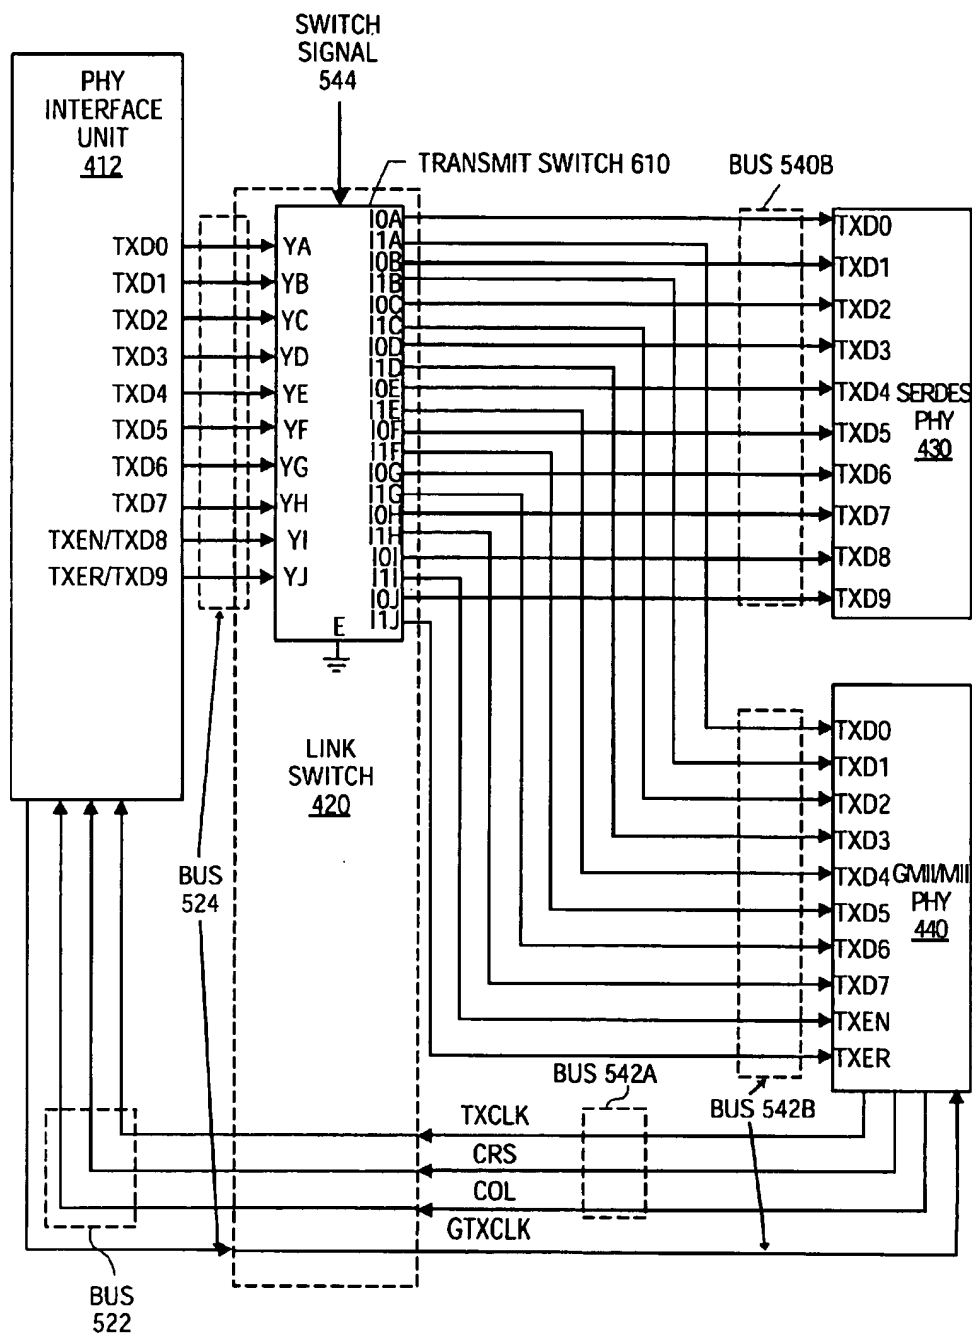 SWITCH
SIGNAL
544
PHY
INTERFACE
UNIT
412
TRANSMIT SWITCH 610
BUS 540B
TXD0
TXD1
TXD2
TXD3
TXD4
TXD5
TXD6
TXD7
TXEN/TXD8
TXER/TXD9
YA
YB
YC
YD
YE
YF
YG
YH
YI
YJ
E
I0A
I1A
I0B
I1B
I0C
I1C
I0D
I1D
I0E
I1E
I0F
I1F
I0G
I1G
I0H
I1H
I0I
I1I
I0J
I1J
TXD0
TXD1
TXD2
TXD3
TXD4
TXD5
TXD6
TXD7
TXD8
TXD9
SERDES
PHY
430
LINK
SWITCH
420
TXD0
TXD1
TXD2
TXD3
TXD4
TXD5
TXD6
TXD7
TXEN
TXER
GMII/MII
PHY
440
BUS
524
BUS 542A
BUS 542B
TXCLK
CRS
COL
GTXCLK
BUS
522